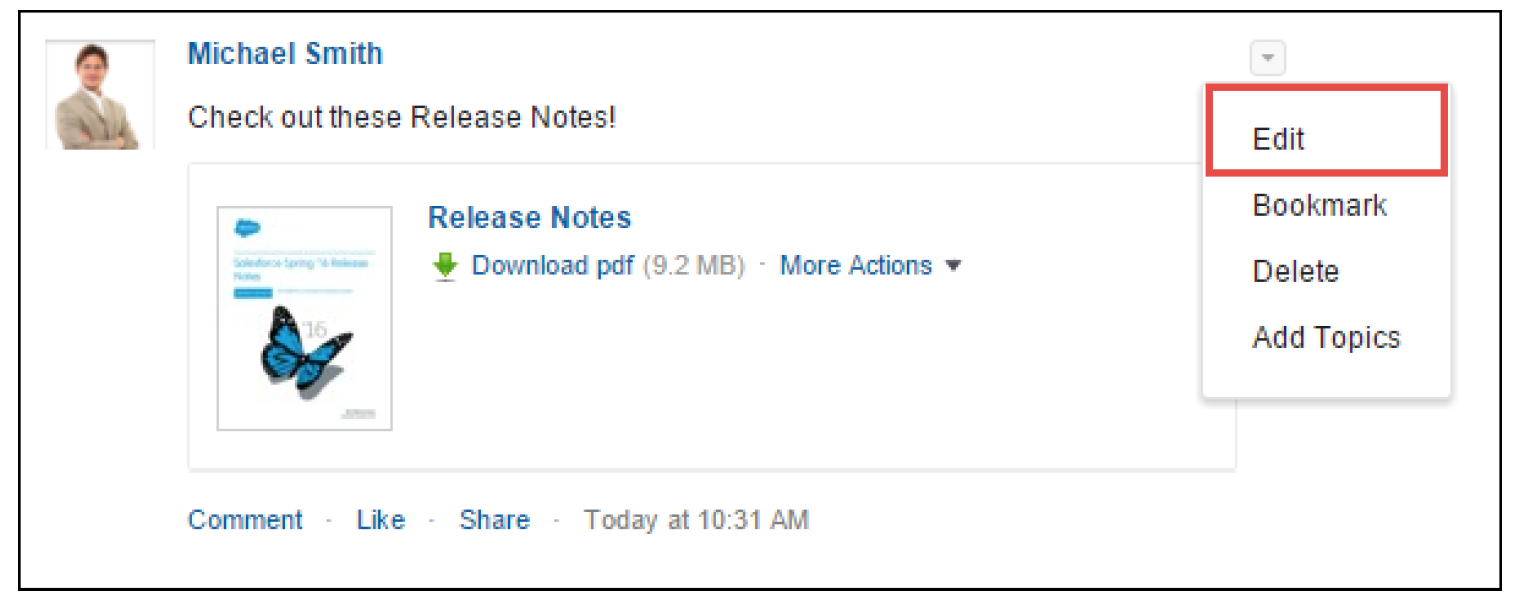 Michael Smith
Check out these Release Notes!
Edit
Bookmark
Delete
Add Topics
Release Notes
Download pdf (9.2 MB) · More Actions
Salesforce Spring '16 Release
Notes
'16
Comment · Like · Share · Today at 10:31 AM